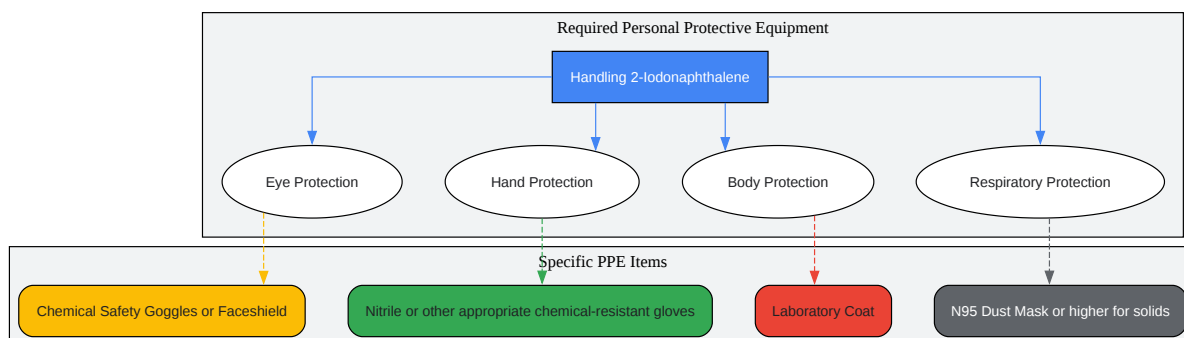 Required Personal Protective Equipment
Handling 2-Iodonaphthalene
Eye Protection
Hand Protection
Body Protection
Respiratory Protection
Specific PPE Items
Chemical Safety Goggles or Faceshield
Nitrile or other appropriate chemical-resistant gloves
Laboratory Coat
N95 Dust Mask or higher for solids